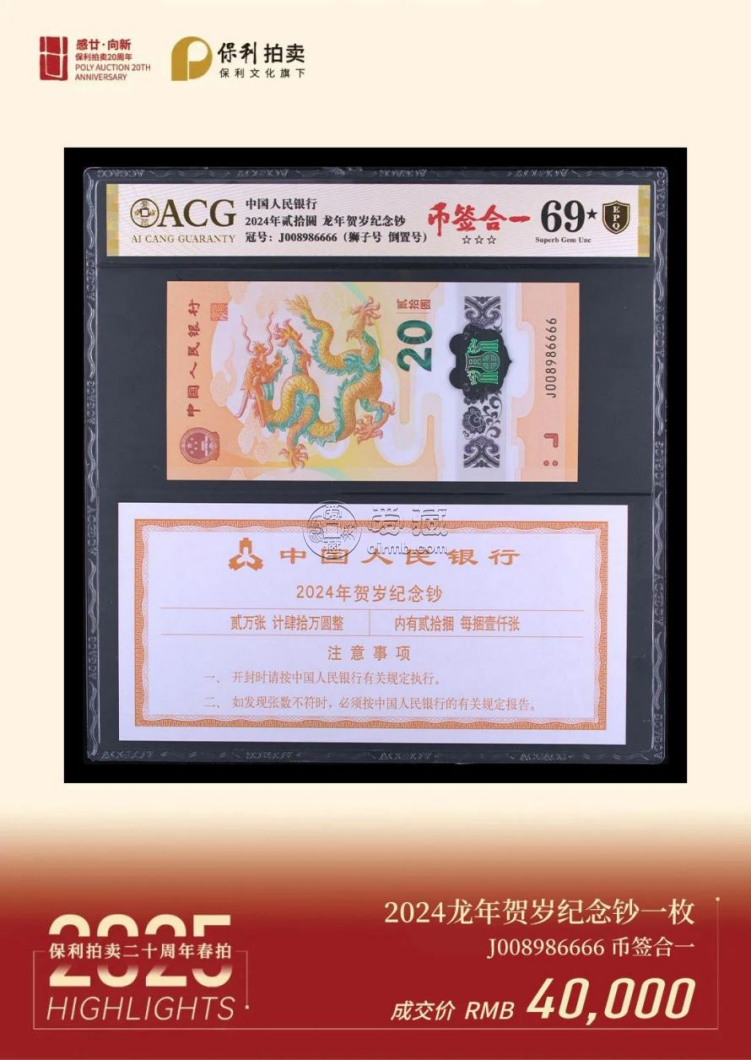 感廿·向新
保利拍卖20周年
POLY AUCTION 20TH
ANNIVERSARY
保利拍卖
保利文化旗下
ACG
AI CANG GUARANTY
中国人民银行
2024年贰拾圆 龙年贺岁纪念钞
冠号：J008986666（狮子号 倒置号）
币签合一
☆☆☆
69★
Superb Gem Unc
EPQ
中国人民银行
贰拾圆
20
J008986666
爱藏
airmb.com
中国人民银行
2024年贺岁纪念钞
贰万张 计肆拾万圆整
内有贰拾捆 每捆壹仟张
注意事项
一、开封时请按中国人民银行有关规定执行。
二、如发现张数不符时，必须按中国人民银行的有关规定报告。
2025
保利拍卖二十周年春拍
HIGHLIGHTS
2024龙年贺岁纪念钞一枚
J008986666 币签合一
成交价 RMB 40,000